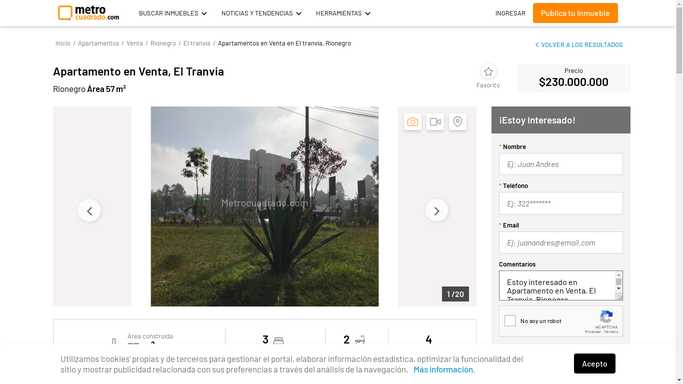 metro
cuadrado.com
BUSCAR INMUEBLES
NOTICIAS Y TENDENCIAS
HERRAMIENTAS
INGRESAR
Publica tu Inmueble
Inicio / Apartamentos / Venta / Rionegro / El tranvia / Apartamentos en Venta en El tranvia, Rionegro
VOLVER A LOS RESULTADOS
Apartamento en Venta, El Tranvia
Rionegro Área 57 m²
Favorito
Precio
$230.000.000
Metrocuadrado.com
1 / 20
¡Estoy Interesado!
* Nombre
Ej: Juan Andres
* Teléfono
Ej: 322*******
* Email
Ej: juanandres@email.com
Comentarios
Estoy interesado en
Apartamento en Venta, El
Tranvia, Rionegro
No soy un robot
reCAPTCHA
Privacidad - Términos
Área construida
3
2
4
Utilizamos 'cookies' propias y de terceros para gestionar el portal, elaborar información estadística, optimizar la funcionalidad del
sitio y mostrar publicidad relacionada con sus preferencias a través del análisis de la navegación. Más información.
Acepto